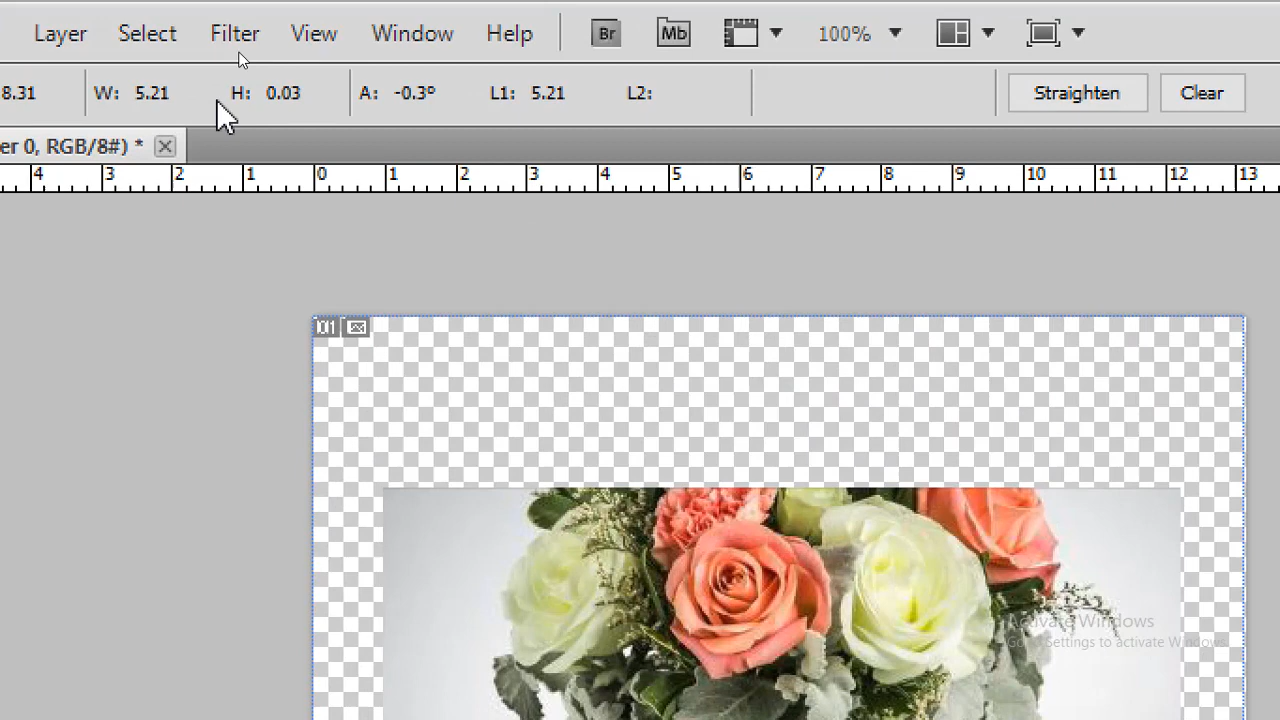 Layer Select Filter View Window Help Br Mb 100%
8.31 W: 5.21 H: 0.03 A: -0.3° L1: 5.21 L2: Straighten Clear
er 0, RGB/8#) *
4 3 2 1 0 1 2 3 4 5 6 7 8 9 10 11 12 13
01
Activate Windows
Go to Settings to activate Windows.